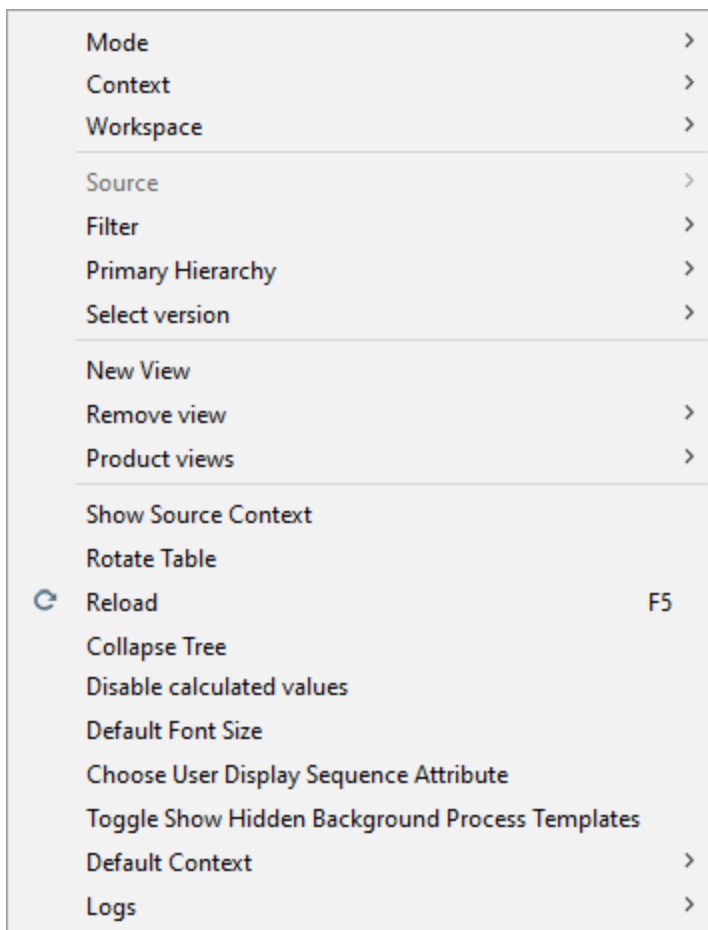 Mode
Context
Workspace
Source
Filter
Primary Hierarchy
Select version
New View
Remove view
Product views
Show Source Context
Rotate Table
Reload F5
Collapse Tree
Disable calculated values
Default Font Size
Choose User Display Sequence Attribute
Toggle Show Hidden Background Process Templates
Default Context
Logs